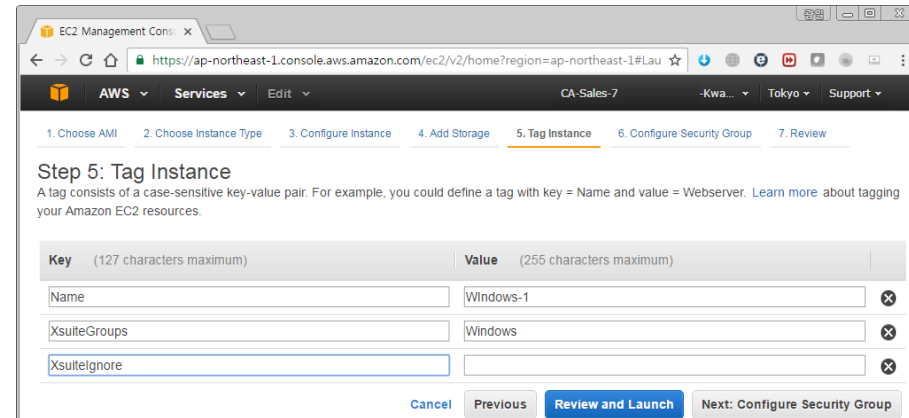 광원
EC2 Management Cons
https://ap-northeast-1.console.aws.amazon.com/ec2/v2/home?region=ap-northeast-1#Lau
AWS Services Edit CA-Sales-7 -Kwa... Tokyo Support
1. Choose AMI 2. Choose Instance Type 3. Configure Instance 4. Add Storage 5. Tag Instance 6. Configure Security Group 7. Review
Step 5: Tag Instance
A tag consists of a case-sensitive key-value pair. For example, you could define a tag with key = Name and value = Webserver. Learn more about tagging
your Amazon EC2 resources.
Key (127 characters maximum) Value (255 characters maximum)
Name WIndows-1
XsuiteGroups Windows
XsuiteIgnore
Cancel Previous Review and Launch Next: Configure Security Group